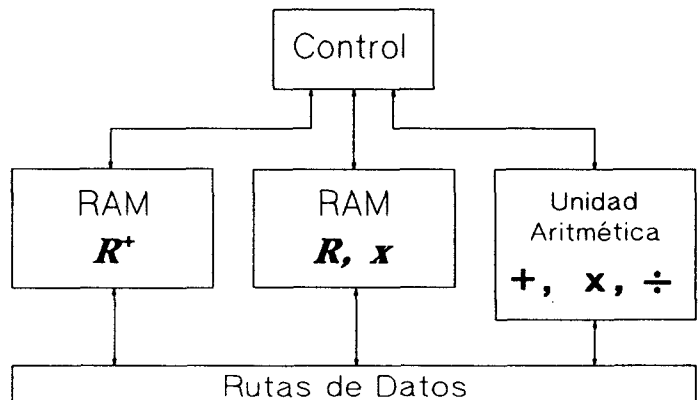 Control
RAM
R⁺
RAM
R, x
Unidad
Aritmética
+, x, ÷
Rutas de Datos